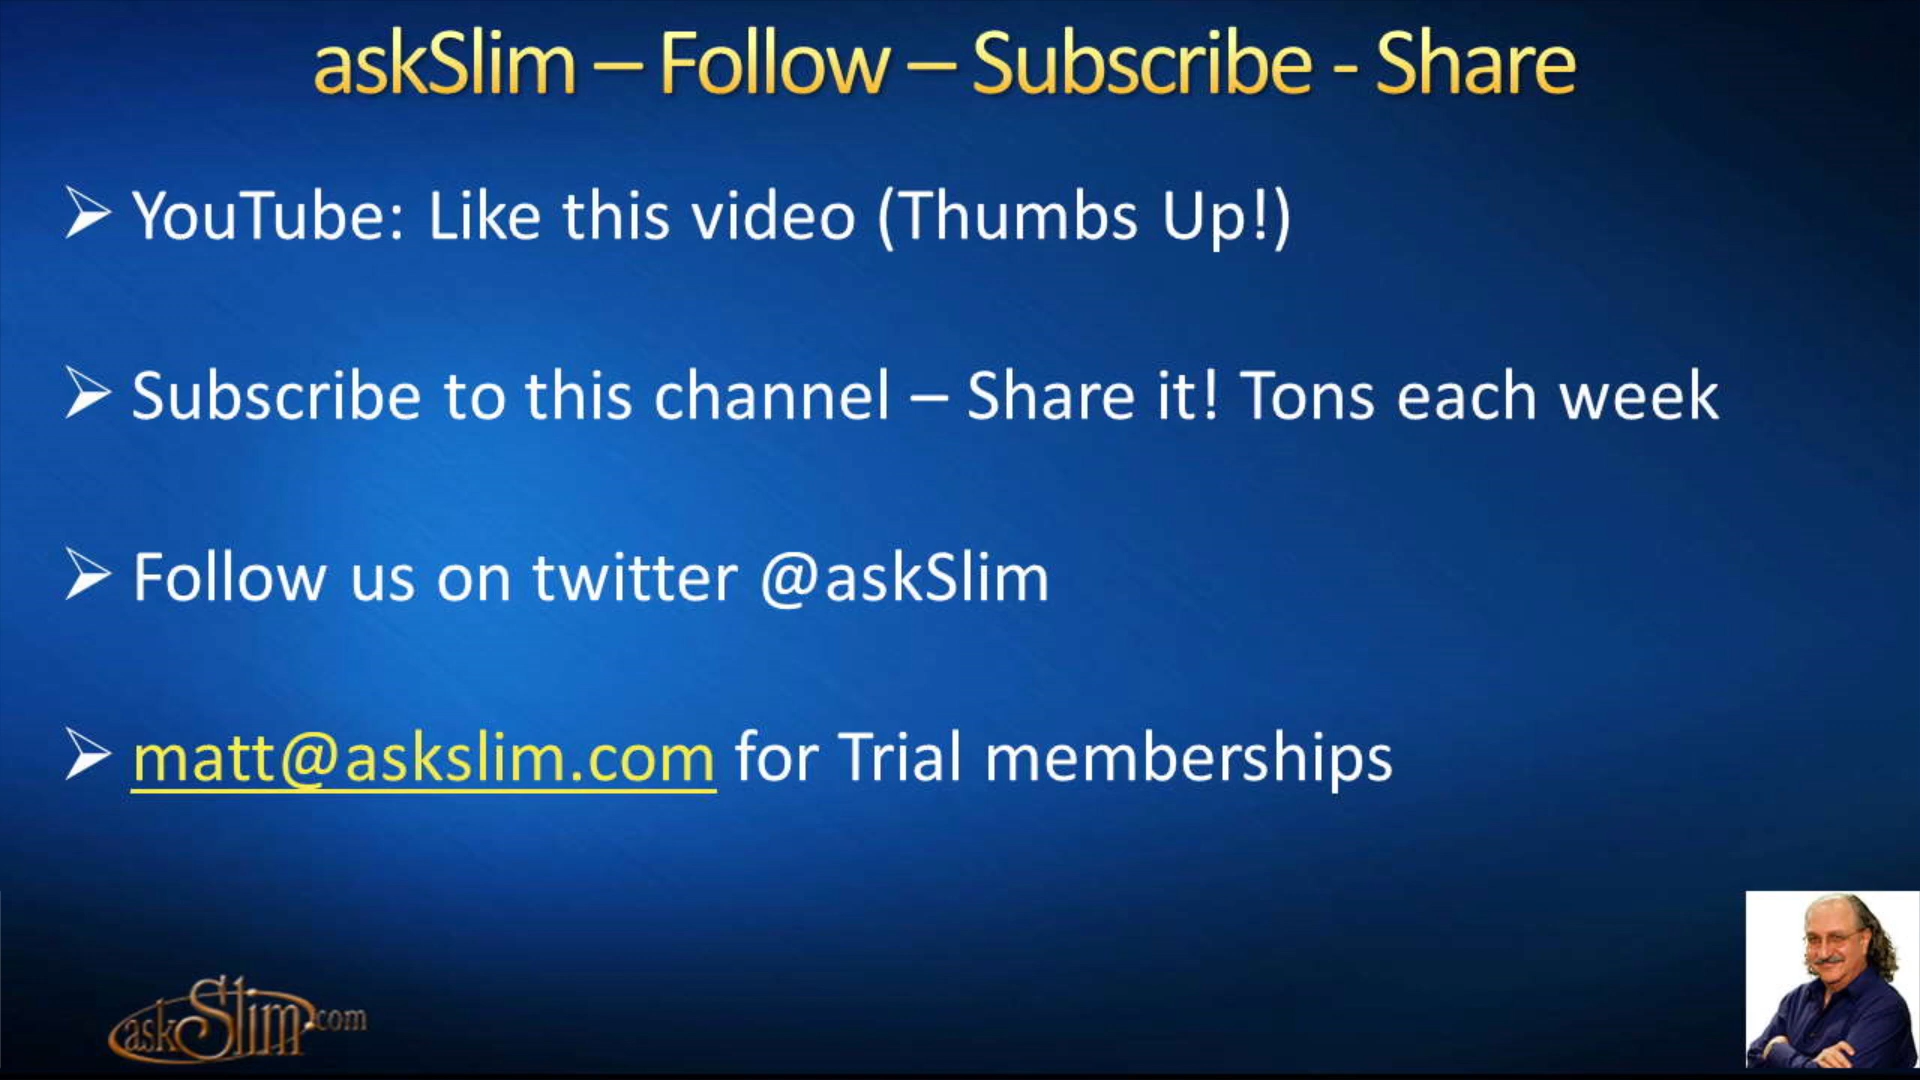 askSlim – Follow – Subscribe - Share
YouTube: Like this video (Thumbs Up!)
Subscribe to this channel – Share it! Tons each week
Follow us on twitter @askSlim
matt@askslim.com for Trial memberships
askSlim.com